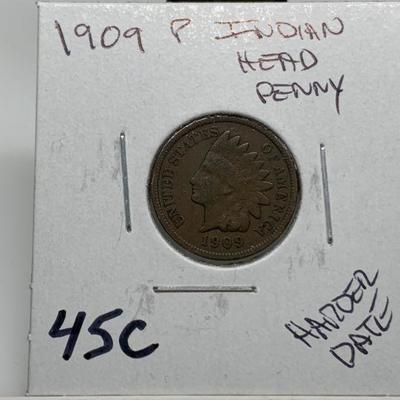 1909 P INDIAN
HEAD
PENNY
UNITED STATES OF AMERICA
1909
45C
HARDER
DATE